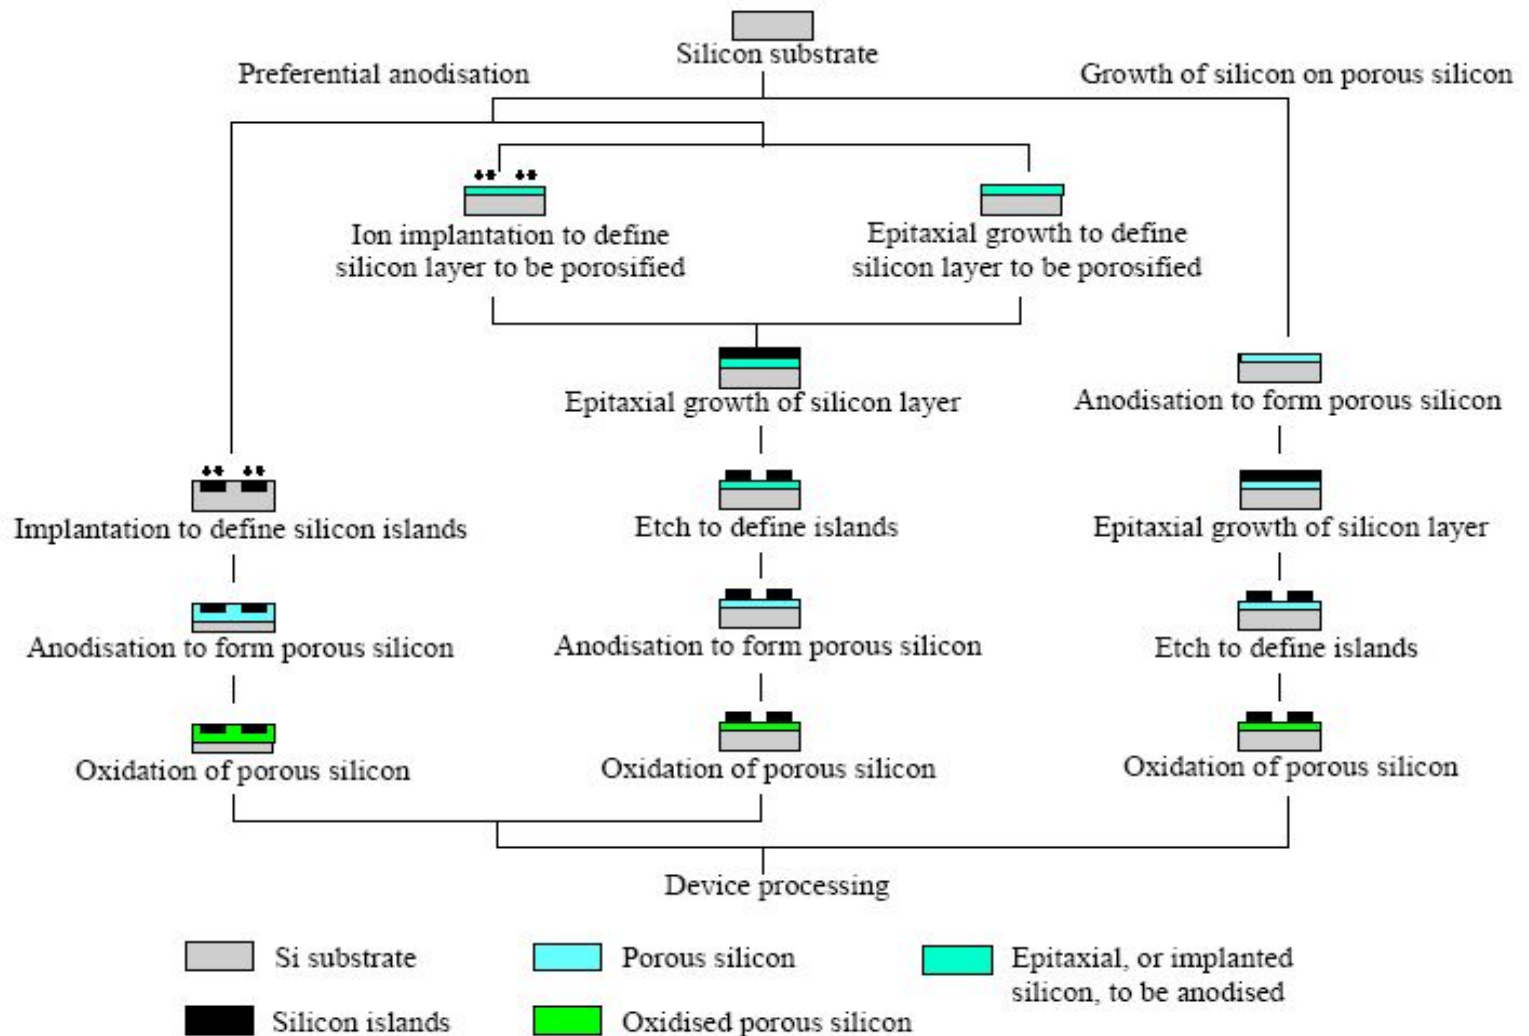 Silicon substrate
Preferential anodisation
Growth of silicon on porous silicon
Ion implantation to define
silicon layer to be porosified
Epitaxial growth to define
silicon layer to be porosified
Epitaxial growth of silicon layer
Anodisation to form porous silicon
Implantation to define silicon islands
Etch to define islands
Epitaxial growth of silicon layer
Anodisation to form porous silicon
Anodisation to form porous silicon
Etch to define islands
Oxidation of porous silicon
Oxidation of porous silicon
Oxidation of porous silicon
Device processing
Si substrate
Porous silicon
Epitaxial, or implanted
silicon, to be anodised
Silicon islands
Oxidised porous silicon